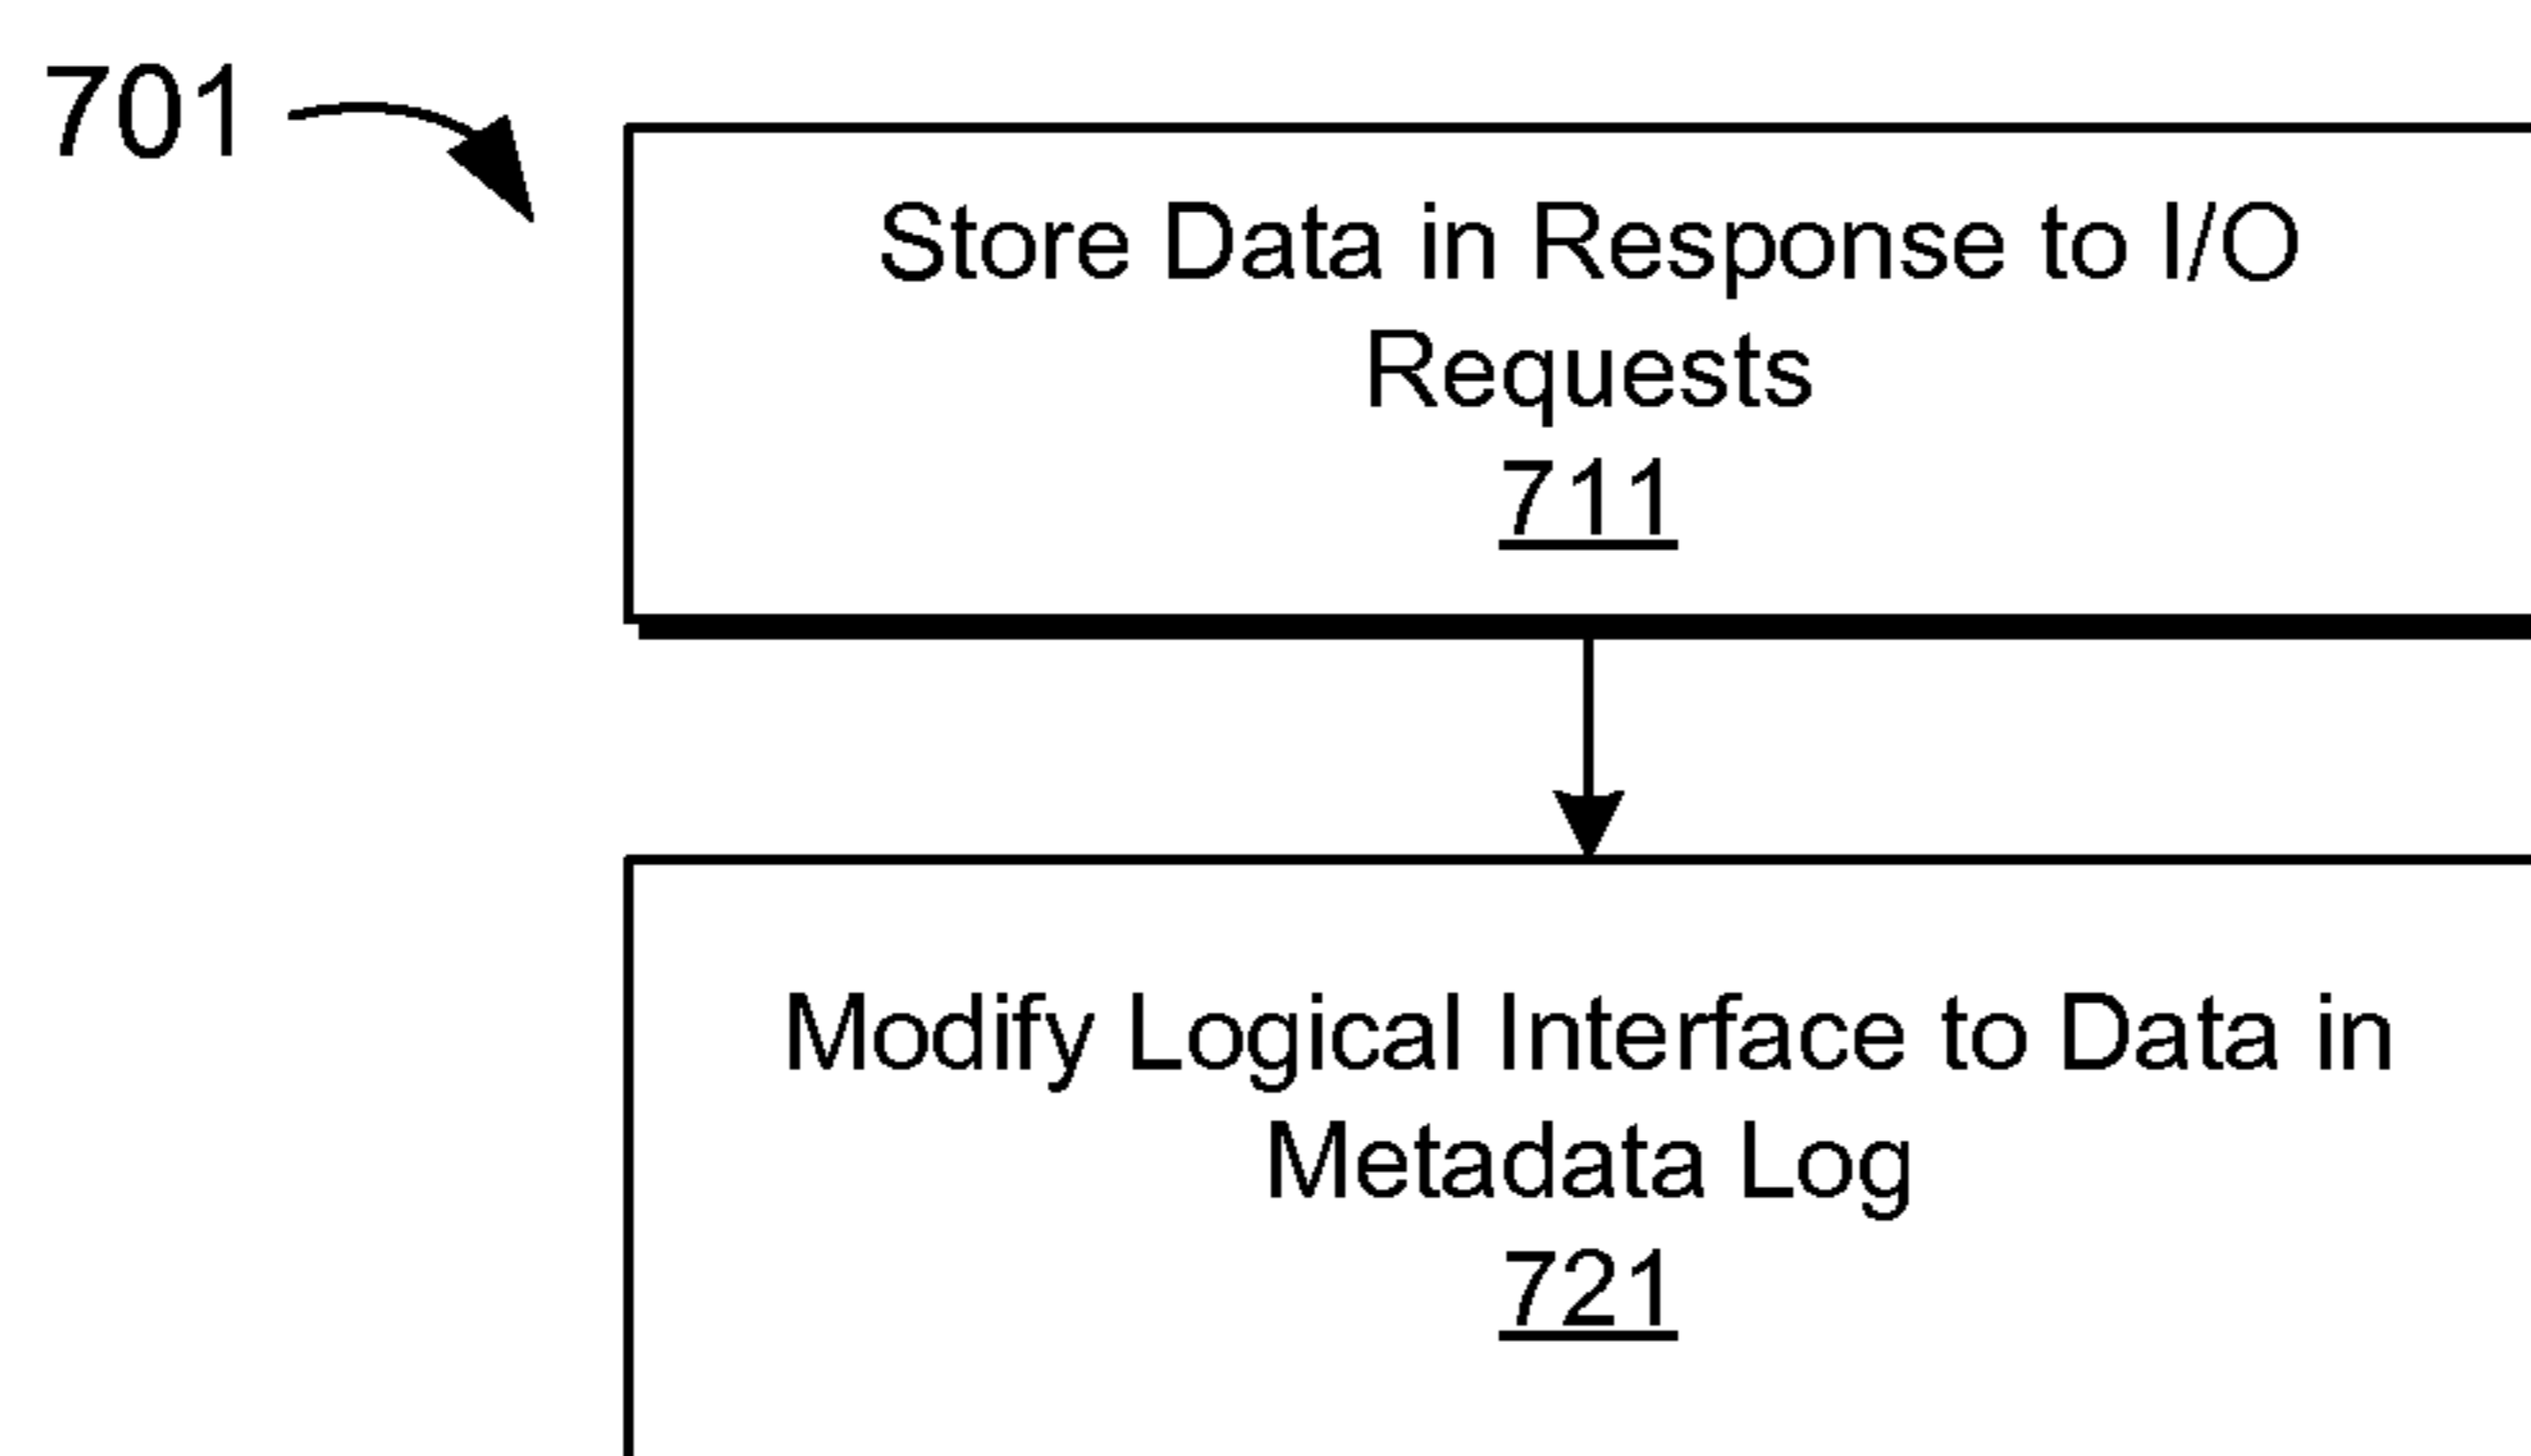 701
Store Data in Response to I/O
Requests
711
Modify Logical Interface to Data in
Metadata Log
721